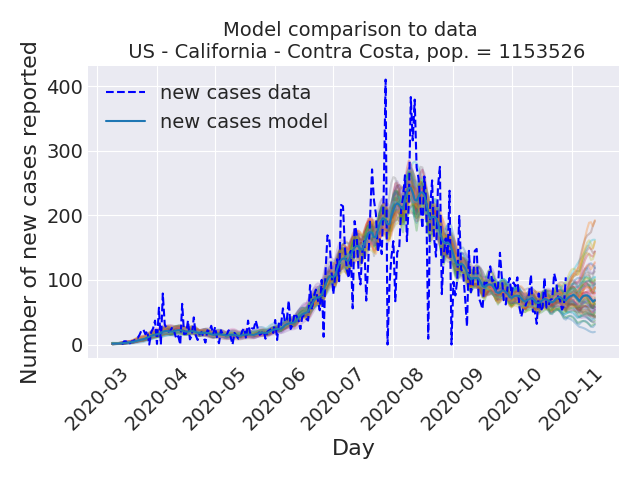 Model comparison to data
US - California - Contra Costa, pop. = 1153526
Number of new cases reported
400
300
200
100
0
new cases data
new cases model
2020-03
2020-04
2020-05
2020-06
2020-07
2020-08
2020-09
2020-10
2020-11
Day